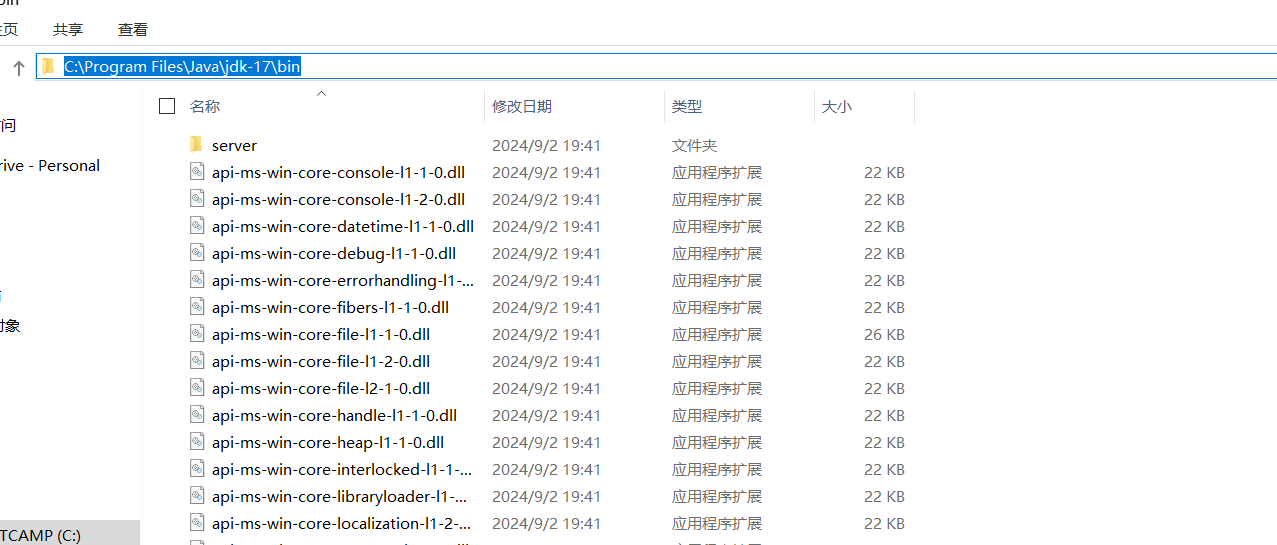 共享 查看
C:\Program Files\Java\jdk-17\bin
名称 修改日期 类型 大小
server 2024/9/2 19:41 文件夹
api-ms-win-core-console-l1-1-0.dll 2024/9/2 19:41 应用程序扩展 22 KB
rive - Personal
api-ms-win-core-console-l1-2-0.dll 2024/9/2 19:41 应用程序扩展 22 KB
api-ms-win-core-datetime-l1-1-0.dll 2024/9/2 19:41 应用程序扩展 22 KB
api-ms-win-core-debug-l1-1-0.dll 2024/9/2 19:41 应用程序扩展 22 KB
api-ms-win-core-errorhandling-l1-... 2024/9/2 19:41 应用程序扩展 22 KB
api-ms-win-core-fibers-l1-1-0.dll 2024/9/2 19:41 应用程序扩展 22 KB
对象
api-ms-win-core-file-l1-1-0.dll 2024/9/2 19:41 应用程序扩展 26 KB
api-ms-win-core-file-l1-2-0.dll 2024/9/2 19:41 应用程序扩展 22 KB
api-ms-win-core-file-l2-1-0.dll 2024/9/2 19:41 应用程序扩展 22 KB
api-ms-win-core-handle-l1-1-0.dll 2024/9/2 19:41 应用程序扩展 22 KB
api-ms-win-core-heap-l1-1-0.dll 2024/9/2 19:41 应用程序扩展 22 KB
api-ms-win-core-interlocked-l1-1-... 2024/9/2 19:41 应用程序扩展 22 KB
api-ms-win-core-libraryloader-l1-... 2024/9/2 19:41 应用程序扩展 22 KB
api-ms-win-core-localization-l1-2-... 2024/9/2 19:41 应用程序扩展 22 KB
TCAMP (C:)